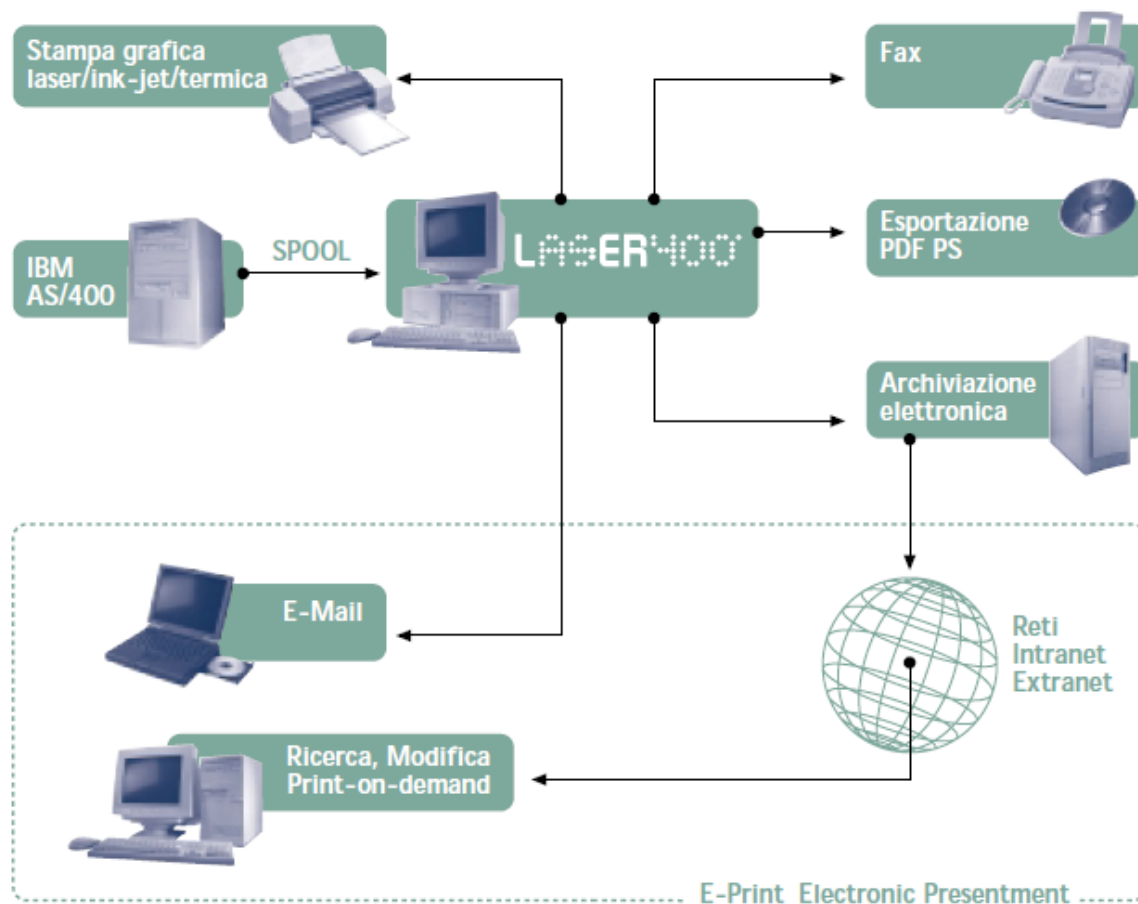 Stampa grafica
laser/ink-jet/termica
Fax
IBM
AS/400
SPOOL
LASER400
Esportazione
PDF PS
Archiviazione
elettronica
E-Mail
Reti
Intranet
Extranet
Ricerca, Modifica
Print-on-demand
E-Print Electronic Presentment